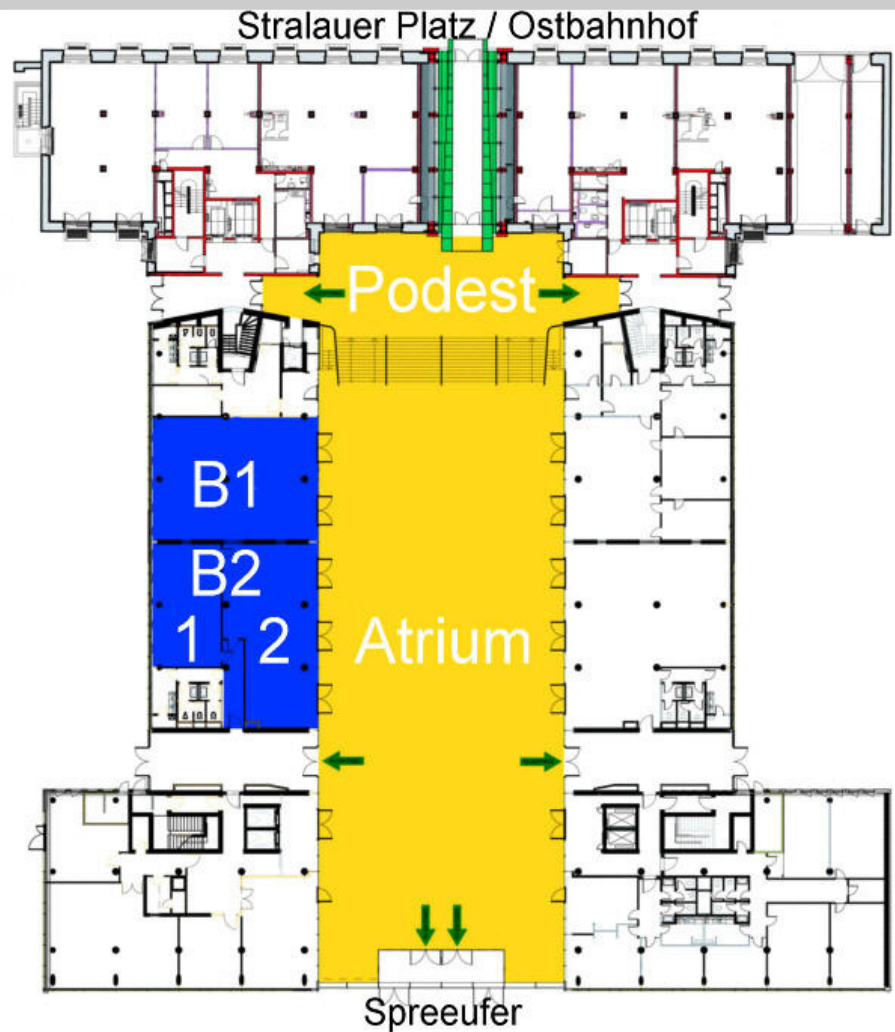 Stralauer Platz / Ostbahnhof
Podest
B1
B2
1 2
Atrium
Spreeufer